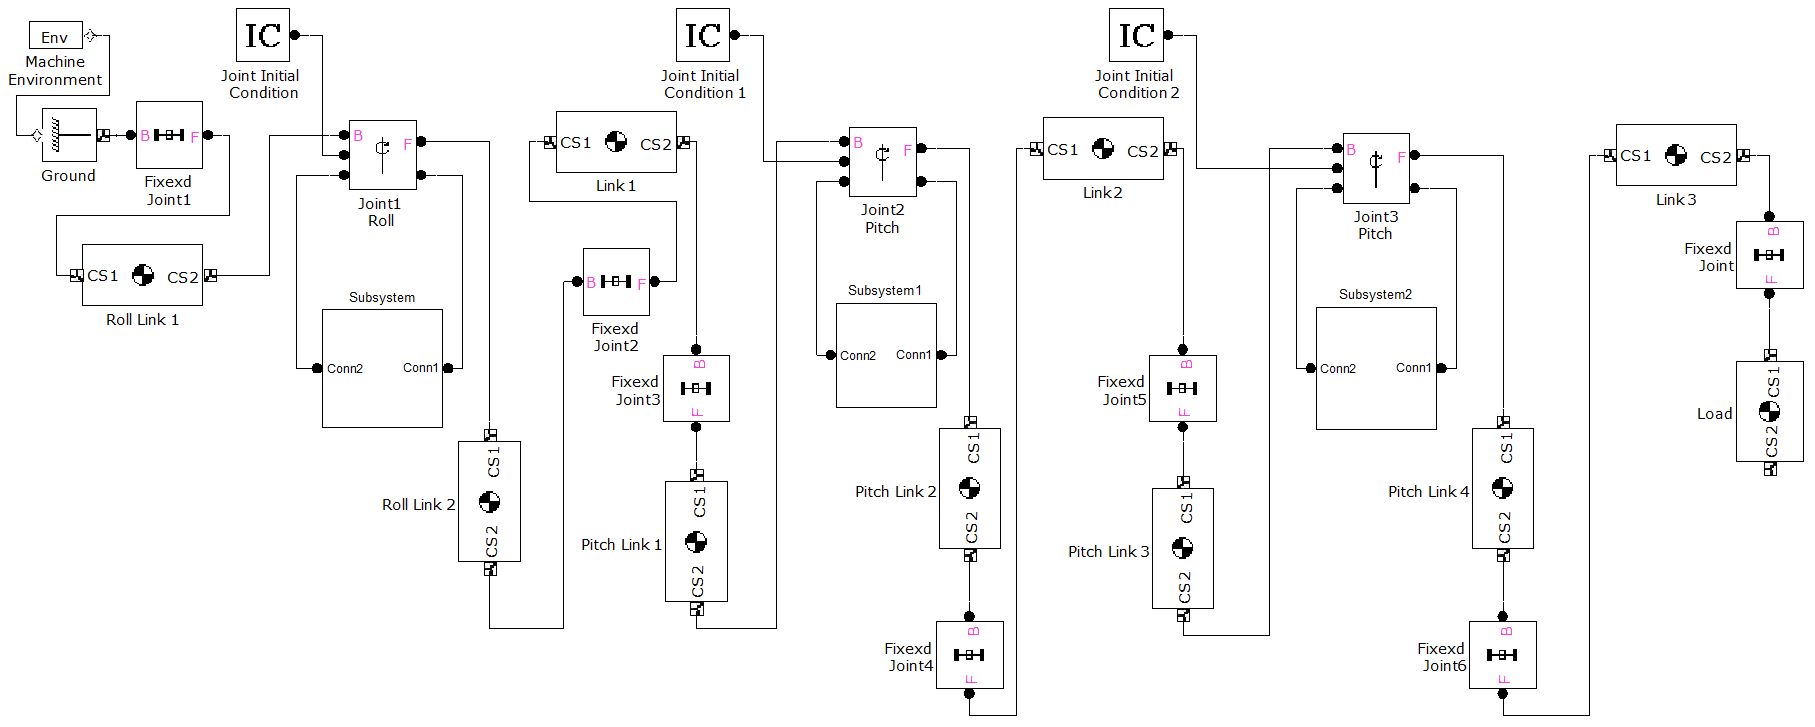 Env
Machine
Environment
Ground
B F
Fixexd
Joint1
CS1 CS2
Roll Link 1
IC
Joint Initial
Condition
B F
Joint1
Roll
Subsystem
Conn2 Conn1
CS1
CS2
Roll Link 2
B F
Fixexd
Joint2
CS1 CS2
Link 1
B
F
Fixexd
Joint3
CS1
CS2
Pitch Link 1
IC
Joint Initial
Condition 1
B F
Joint2
Pitch
Subsystem1
Conn2 Conn1
CS1
CS2
Pitch Link 2
B
F
Fixexd
Joint4
CS1 CS2
Link 2
B
F
Fixexd
Joint5
CS1
CS2
Pitch Link 3
IC
Joint Initial
Condition 2
B F
Joint3
Pitch
Subsystem2
Conn2 Conn1
CS1
CS2
Pitch Link 4
B
F
Fixexd
Joint6
CS1 CS2
Link 3
B
F
Fixexd
Joint
CS1
CS2
Load